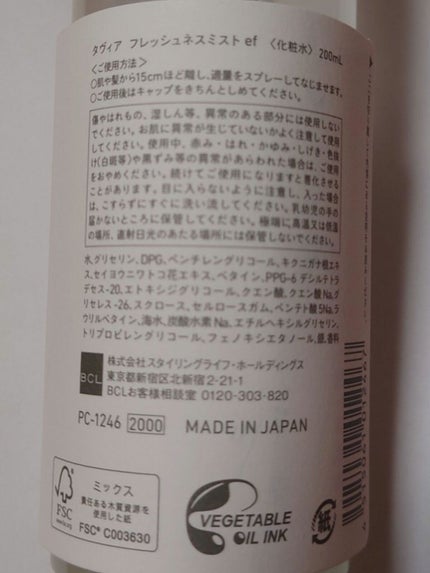 タヴィア フレッシュネスミスト ef 〈化粧水〉 200mL
＜ご使用方法＞
○肌や髪から15cmほど離し、適量をスプレーしてなじませます。
○ご使用後はキャップをきちんとしめてください。
傷やはれもの、湿しん等、異常のある部分には使用しない
でください。お肌に異常が生じていないかよく注意して使用
してください。使用中、赤み・はれ・かゆみ・しげき・色抜
け(白斑等)や黒ずみ等の異常があらわれた場合は、ご使用
をおやめください。続けてご使用になりますと悪化させる
ことがあります。目に入らないように注意し、入った場合
は、こすらずにすぐに洗い流してください。乳幼児の手の
届かないところに保管してください。極端に高温又は低温
の場所、直射日光のあたる場所には保管しないでください。
水、グリセリン、DPG、ペンチレングリコール、キクニガナ根エキ
ス、セイヨウニワトコ花エキス、ベタイン、PPG-6 デシルテトラ
デセス-20、エトキシジグリコール、クエン酸、クエン酸 Na、グ
リセレス-26、スクロース、セルロースガム、ペンテト酸 5Na、ラ
ウリルベタイン、海水、炭酸水素 Na、エチルヘキシルグリセリン、
トリプロピレングリコール、フェノキシエタノール、銀、香料
BCL
株式会社スタイリングライフ・ホールディングス
東京都新宿区北新宿 2-21-1
BCLお客様相談室 0120-303-820
PC-1246 2000 MADE IN JAPAN
FSC
ミックス
責任ある木質資源を
使用した紙
FSC® C003630
VEGETABLE
OIL INK
紙